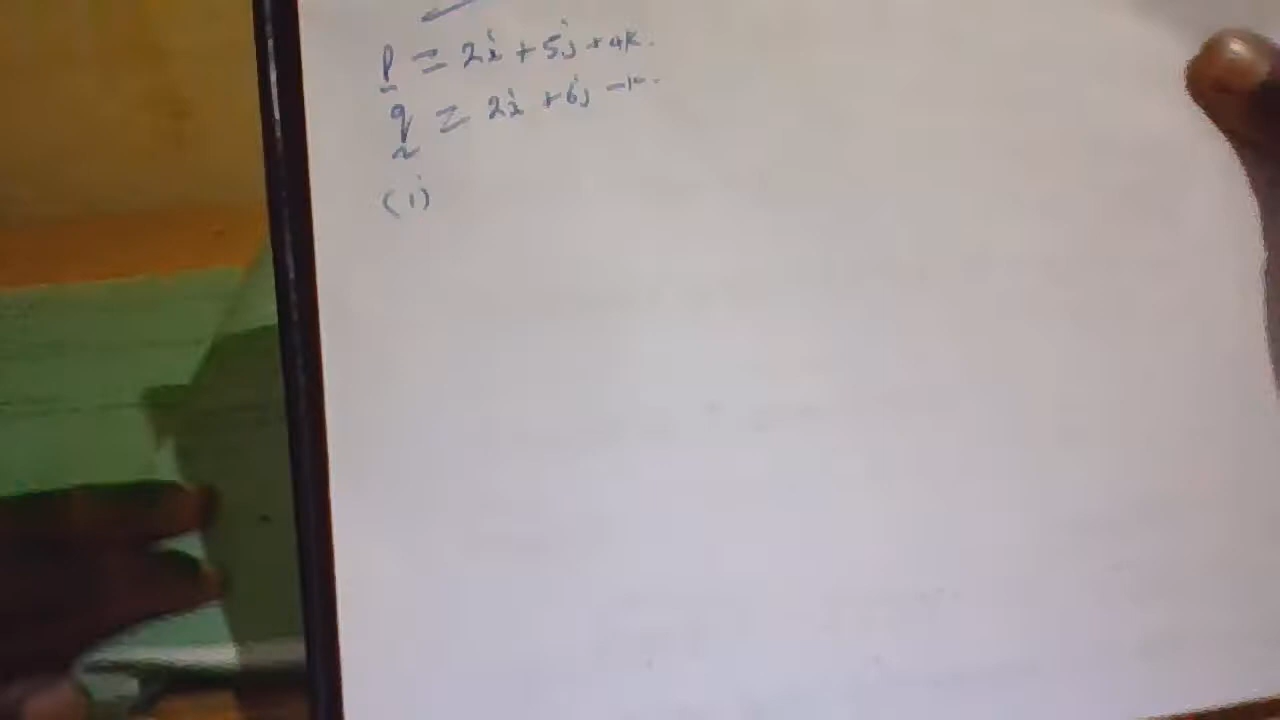 p = 2i + 5j + 4k.
q = 2i + 6j - k.
(i)